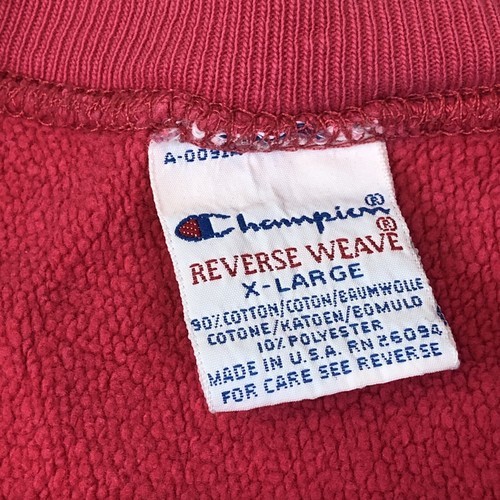 Champion®
REVERSE WEAVE®
X-LARGE
90% COTTON/COTON/BAUMWOLLE
COTONE/KATOEN/BOMULD
10% POLYESTER
MADE IN U.S.A. RN 26094
FOR CARE SEE REVERSE